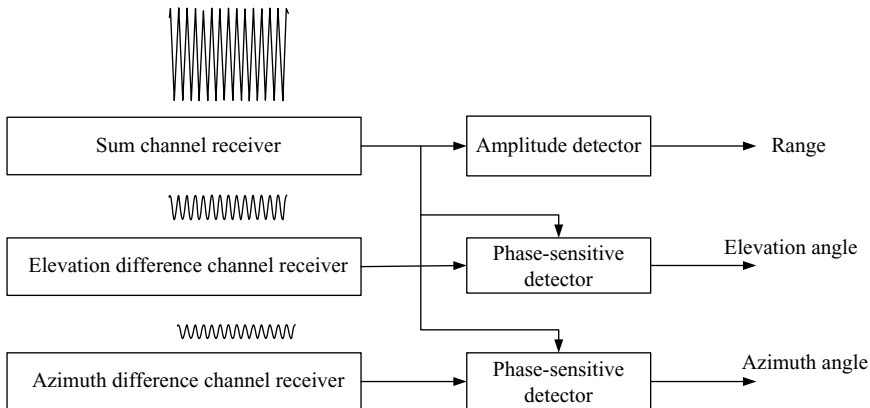 Sum channel receiver
Amplitude detector
Range
Elevation difference channel receiver
Phase-sensitive
detector
Elevation angle
Azimuth difference channel receiver
Phase-sensitive
detector
Azimuth angle